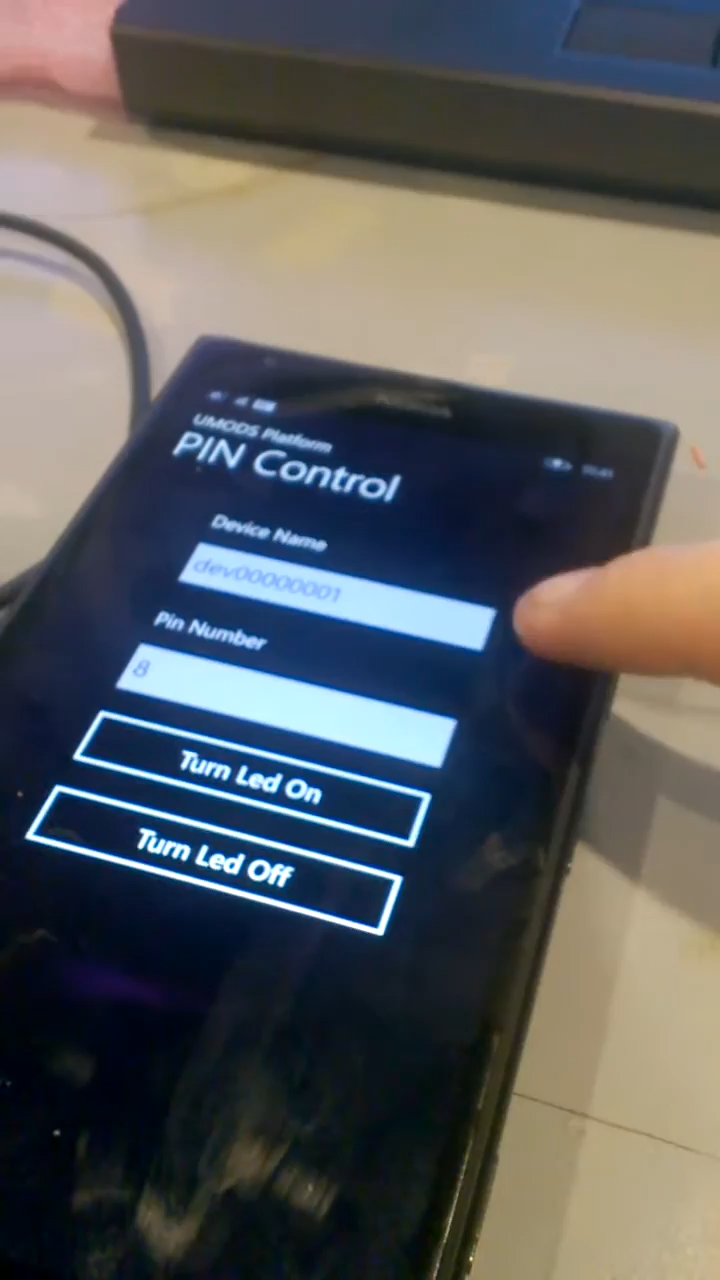 UMODS Platform
PIN Control
Device Name
dev00000001
Pin Number
8
Turn Led On
Turn Led Off